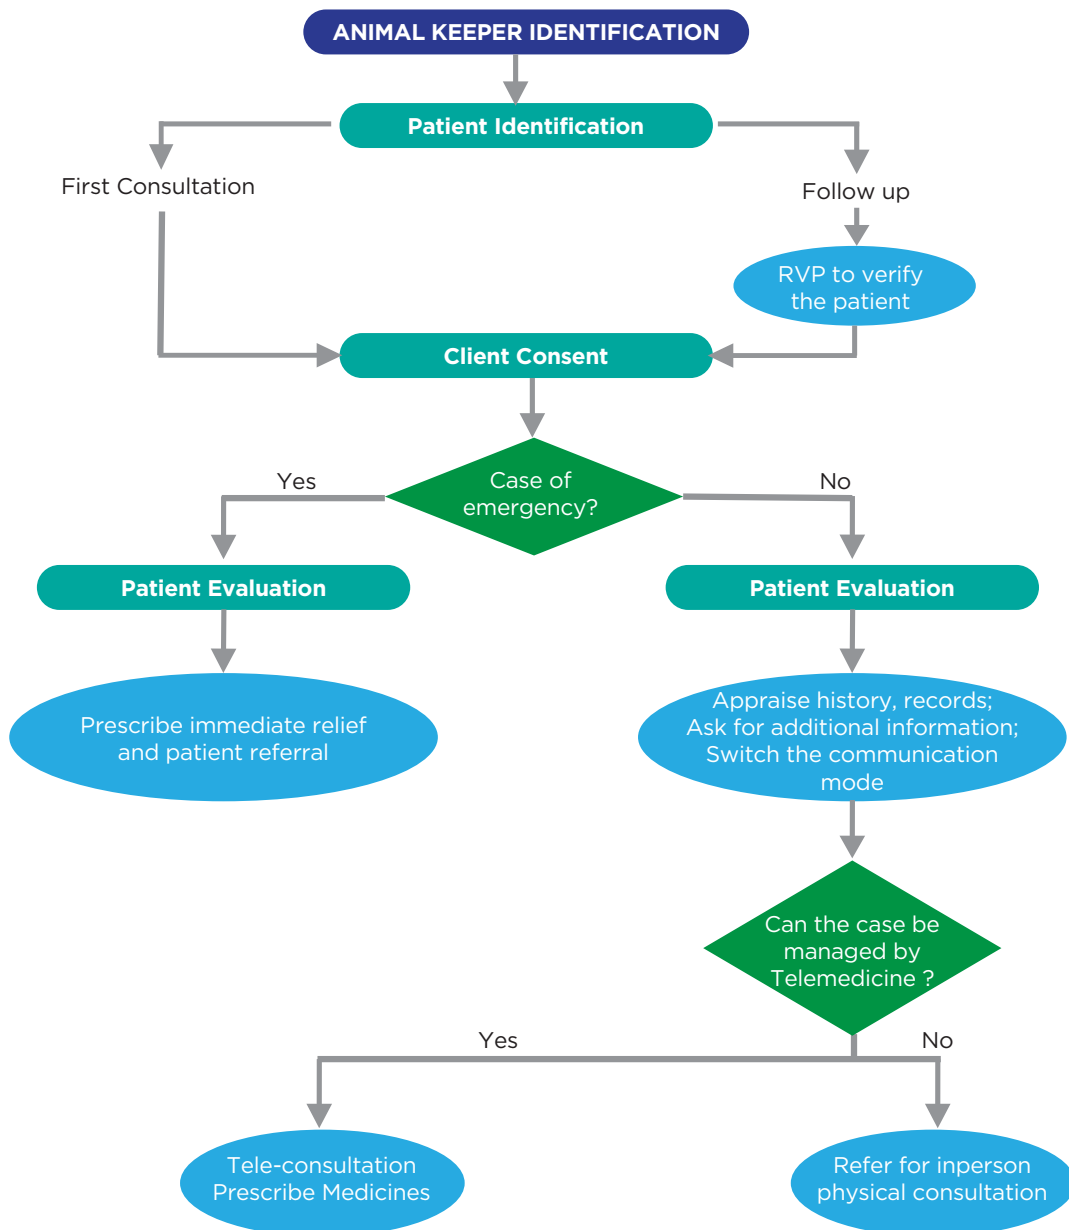 ANIMAL KEEPER IDENTIFICATION
Patient Identification
First Consultation
Follow up
RVP to verify
the patient
Client Consent
Case of
emergency?
Yes
No
Patient Evaluation
Patient Evaluation
Prescribe immediate relief
and patient referral
Appraise history, records;
Ask for additional information;
Switch the communication
mode
Can the case be
managed by
Telemedicine ?
Yes
No
Tele-consultation
Prescribe Medicines
Refer for inperson
physical consultation